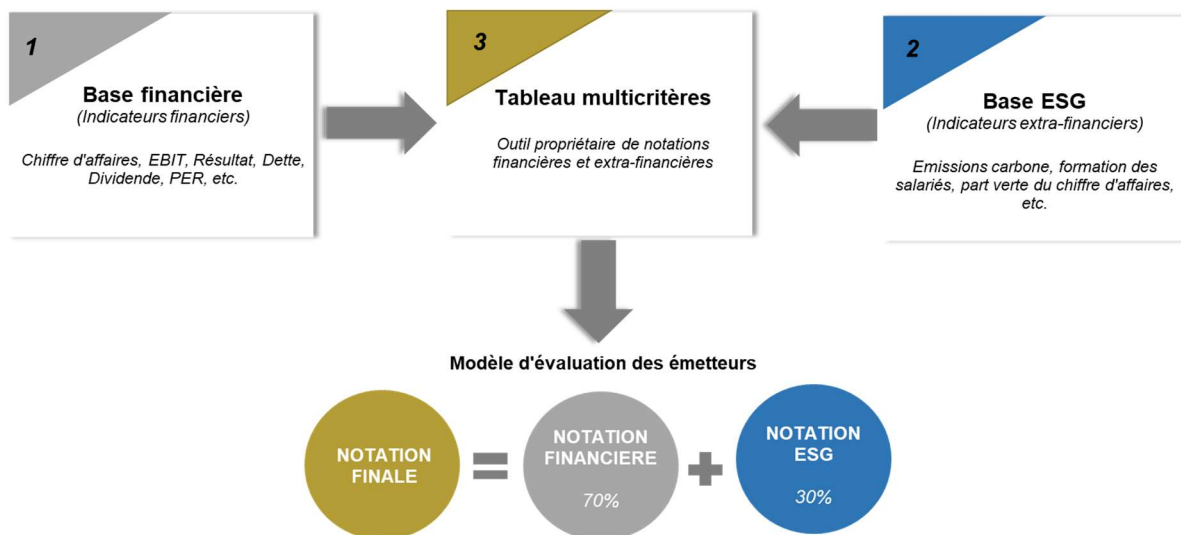 1
Base financière
(Indicateurs financiers)
Chiffre d'affaires, EBIT, Résultat, Dette,
Dividende, PER, etc.
3
Tableau multicritères
Outil propriétaire de notations
financières et extra-financières
2
Base ESG
(Indicateurs extra-financiers)
Emissions carbone, formation des
salariés, part verte du chiffre d'affaires,
etc.
Modèle d'évaluation des émetteurs
NOTATION
FINALE
=
NOTATION
FINANCIERE
70%
+
NOTATION
ESG
30%